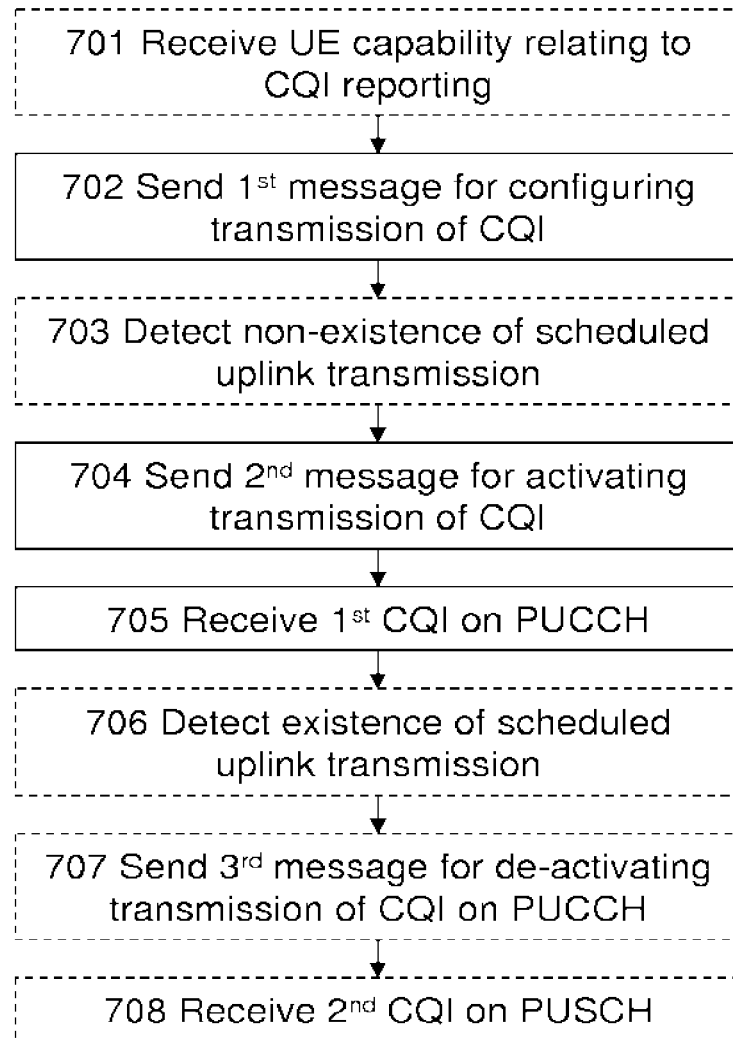 701 Receive UE capability relating to
CQI reporting
702 Send 1st message for configuring
transmission of CQI
703 Detect non-existence of scheduled
uplink transmission
704 Send 2nd message for activating
transmission of CQI
705 Receive 1st CQI on PUCCH
706 Detect existence of scheduled
uplink transmission
707 Send 3rd message for de-activating
transmission of CQI on PUCCH
708 Receive 2nd CQI on PUSCH